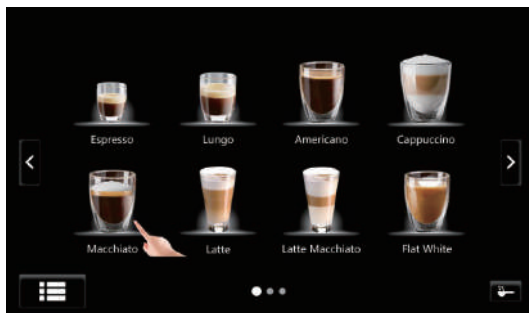 Espresso
Lungo
Americano
Cappuccino
Macchiato
Latte
Latte Macchiato
Flat White